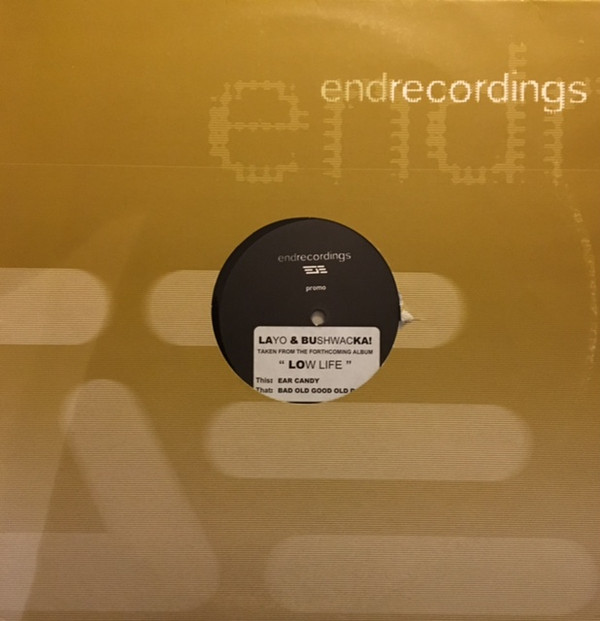 endrecordings
end
endrecordings
promo
LAYO & BUSHWACKA!
TAKEN FROM THE FORTHCOMING ALBUM
“ LOW LIFE ”
This: EAR CANDY
That: BAD OLD GOOD OLD